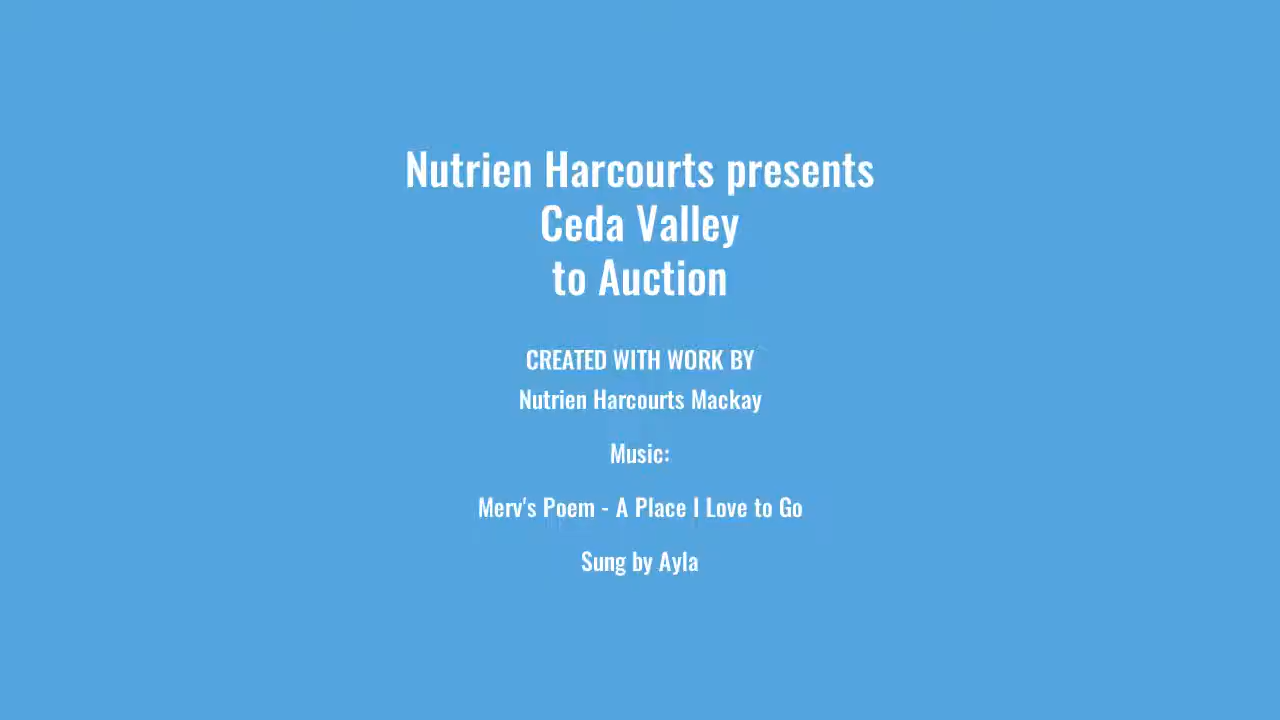 Nutrien Harcourts presents
Ceda Valley
to Auction
CREATED WITH WORK BY
Nutrien Harcourts Mackay
Music:
Merv's Poem - A Place I Love to Go
Sung by Ayla